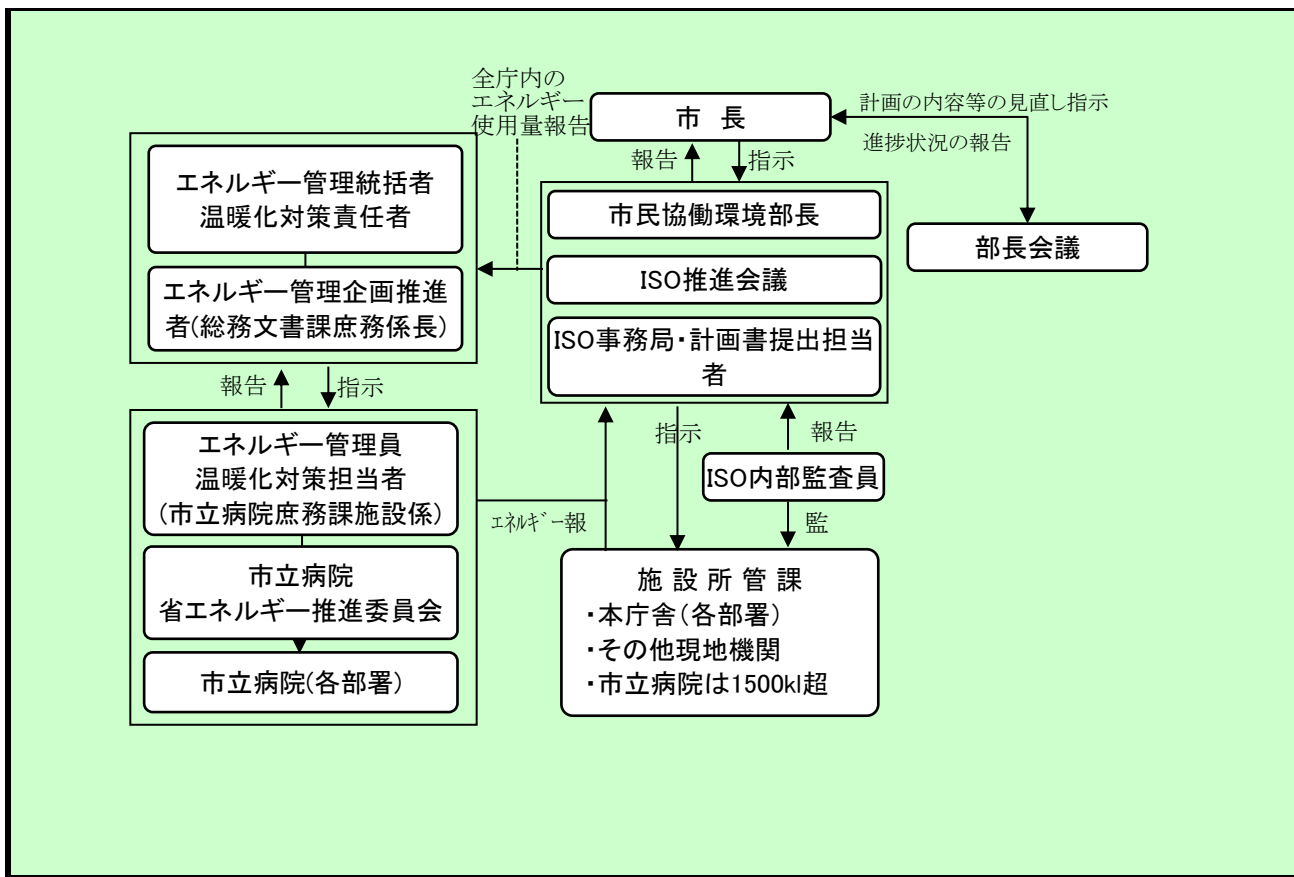 全庁内の
エネルギー
使用量報告
市 長
計画の内容等の見直し指示
進捗状況の報告
報告
指示
エネルギー管理統括者
温暖化対策責任者
市民協働環境部長
部長会議
ISO推進会議
エネルギー管理企画推進
者(総務文書課庶務係長)
ISO事務局・計画書提出担当
者
報告
指示
エネルギー管理員
温暖化対策担当者
(市立病院庶務課施設係)
指示
報告
ISO内部監査員
エネルギー報
監
市立病院
省エネルギー推進委員会
市立病院(各部署)
施 設 所 管 課
・本庁舎(各部署)
・その他現地機関
・市立病院は1500kl超